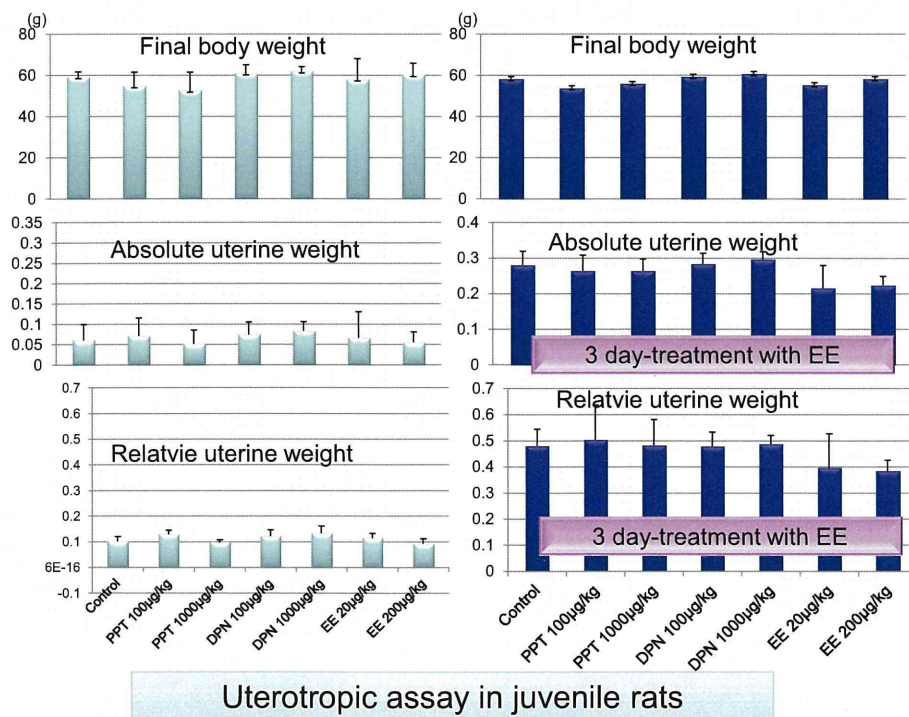 (g)
80
60
40
20
0
Final body weight
0.35
0.3
0.25
0.2
0.15
0.1
0.05
0
Absolute uterine weight
0.7
0.6
0.5
0.4
0.3
0.2
0.1
6E-16
-0.1
Relatvie uterine weight
Control
PPT 100µg/kg
PPT 1000µg/kg
DPN 100µg/kg
DPN 1000µg/kg
EE 20µg/kg
EE 200µg/kg
(g)
80
60
40
20
0
Final body weight
0.4
0.3
0.2
0.1
0
Absolute uterine weight
3 day-treatment with EE
0.7
0.6
0.5
0.4
0.3
0.2
0.1
0
Relatvie uterine weight
3 day-treatment with EE
Control
PPT 100µg/kg
PPT 1000µg/kg
DPN 100µg/kg
DPN 1000µg/kg
EE 20µg/kg
EE 200µg/kg
Uterotropic assay in juvenile rats